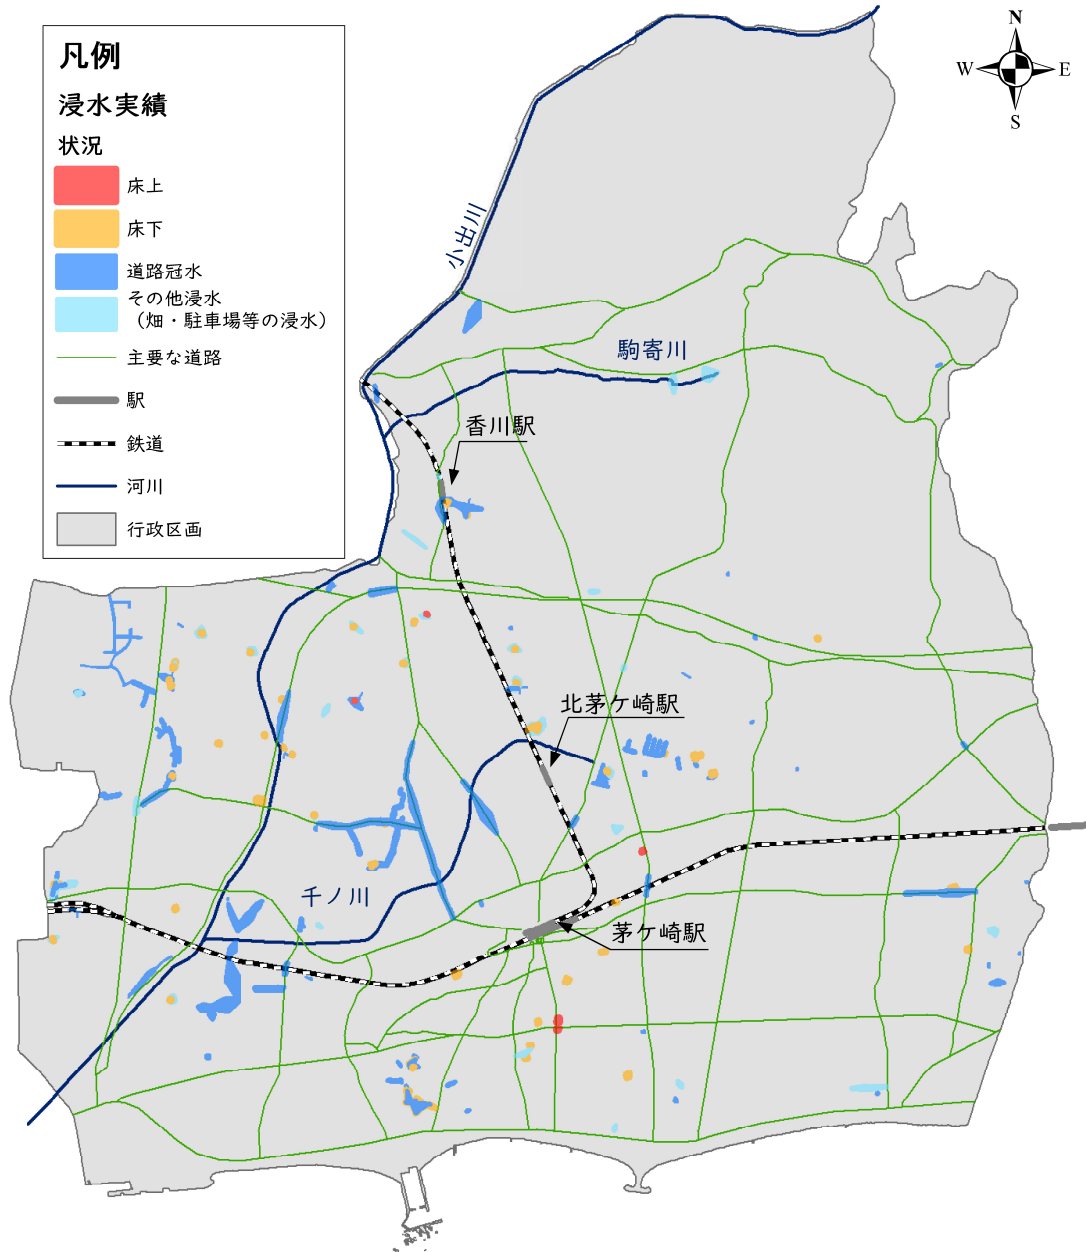 凡例
浸水実績
状況
床上
床下
道路冠水
その他浸水
（畑・駐車場等の浸水）
主要な道路
駅
鉄道
河川
行政区画
N
W
E
S
小出川
駒寄川
香川駅
北茅ケ崎駅
千ノ川
茅ケ崎駅